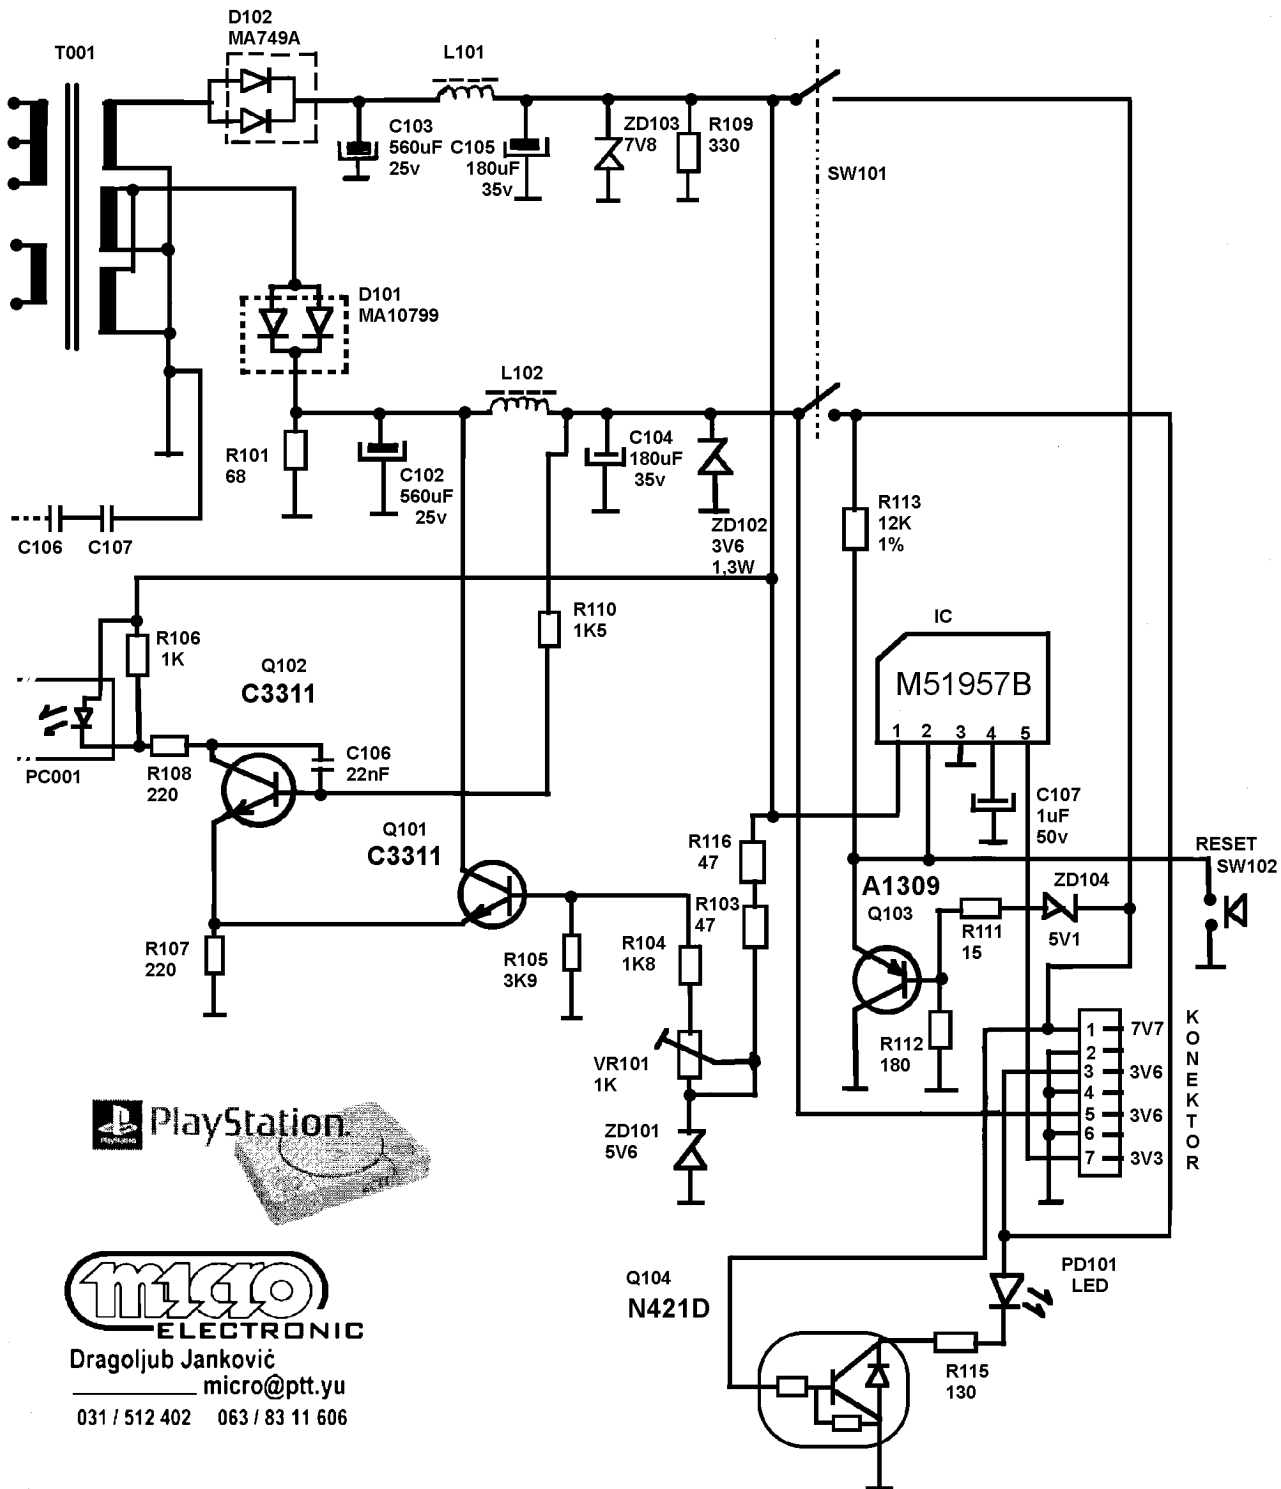 D102
MA749A
T001
L101
C103
560uF
25v
C105
180uF
35v
ZD103
7V8
R109
330
SW101
D101
MA10799
L102
R101
68
C102
560uF
25v
C104
180uF
35v
ZD102
3V6
1,3W
R113
12K
1%
C106
C107
R106
1K
R110
1K5
IC
M51957B
1
2
3
4
5
Q102
C3311
PC001
R108
220
C106
22nF
C107
1uF
50v
Q101
C3311
R116
47
RESET
SW102
A1309
Q103
ZD104
R103
47
R111
15
5V1
R107
220
R105
3K9
R104
1K8
VR101
1K
R112
180
1
7V7
2
3
3V6
4
5
3V6
6
7
3V3
KONEKTOR
ZD101
5V6
PlayStation
PlayStation.
PD101
LED
Q104
N421D
R115
130
micro
ELECTRONIC
Dragoljub Janković
micro@ptt.yu
031 / 512 402 063 / 83 11 606